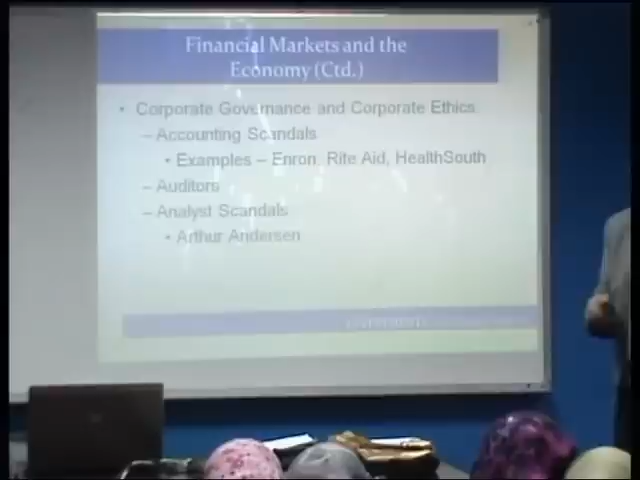 Financial Markets and the
Economy (Ctd.)
• Corporate Governance and Corporate Ethics
– Accounting Scandals
• Examples – Enron, Rite Aid, HealthSouth
– Auditors
– Analyst Scandals
• Arthur Andersen